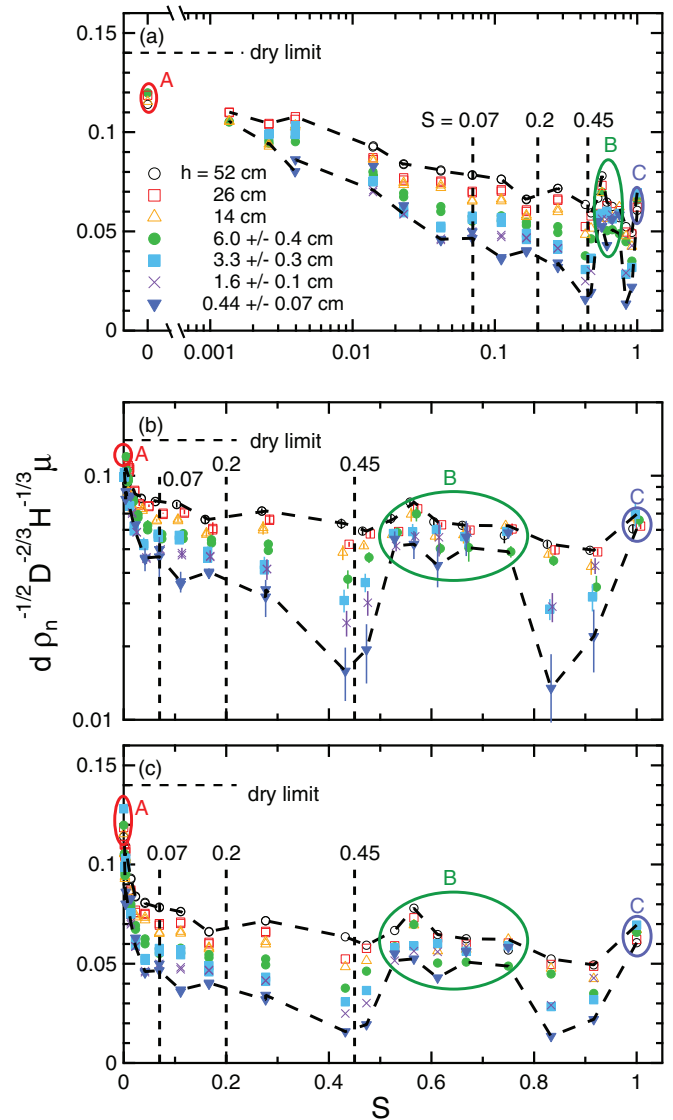 0.15
(a)
dry limit
A
0.1
S = 0.07
0.2
0.45
B
C
h = 52 cm
26 cm
14 cm
6.0 +/- 0.4 cm
3.3 +/- 0.3 cm
1.6 +/- 0.1 cm
0.44 +/- 0.07 cm
0.05
0
0
0.001
0.01
0.1
1
(b)
dry limit
A
0.07
0.2
0.45
B
C
0.1
0.01
d ρn^-1/2 D^-2/3 H^-1/3 μ
0.15
(c)
dry limit
A
0.07
0.2
0.45
B
C
0.1
0.05
0
0
0.2
0.4
0.6
0.8
1
S